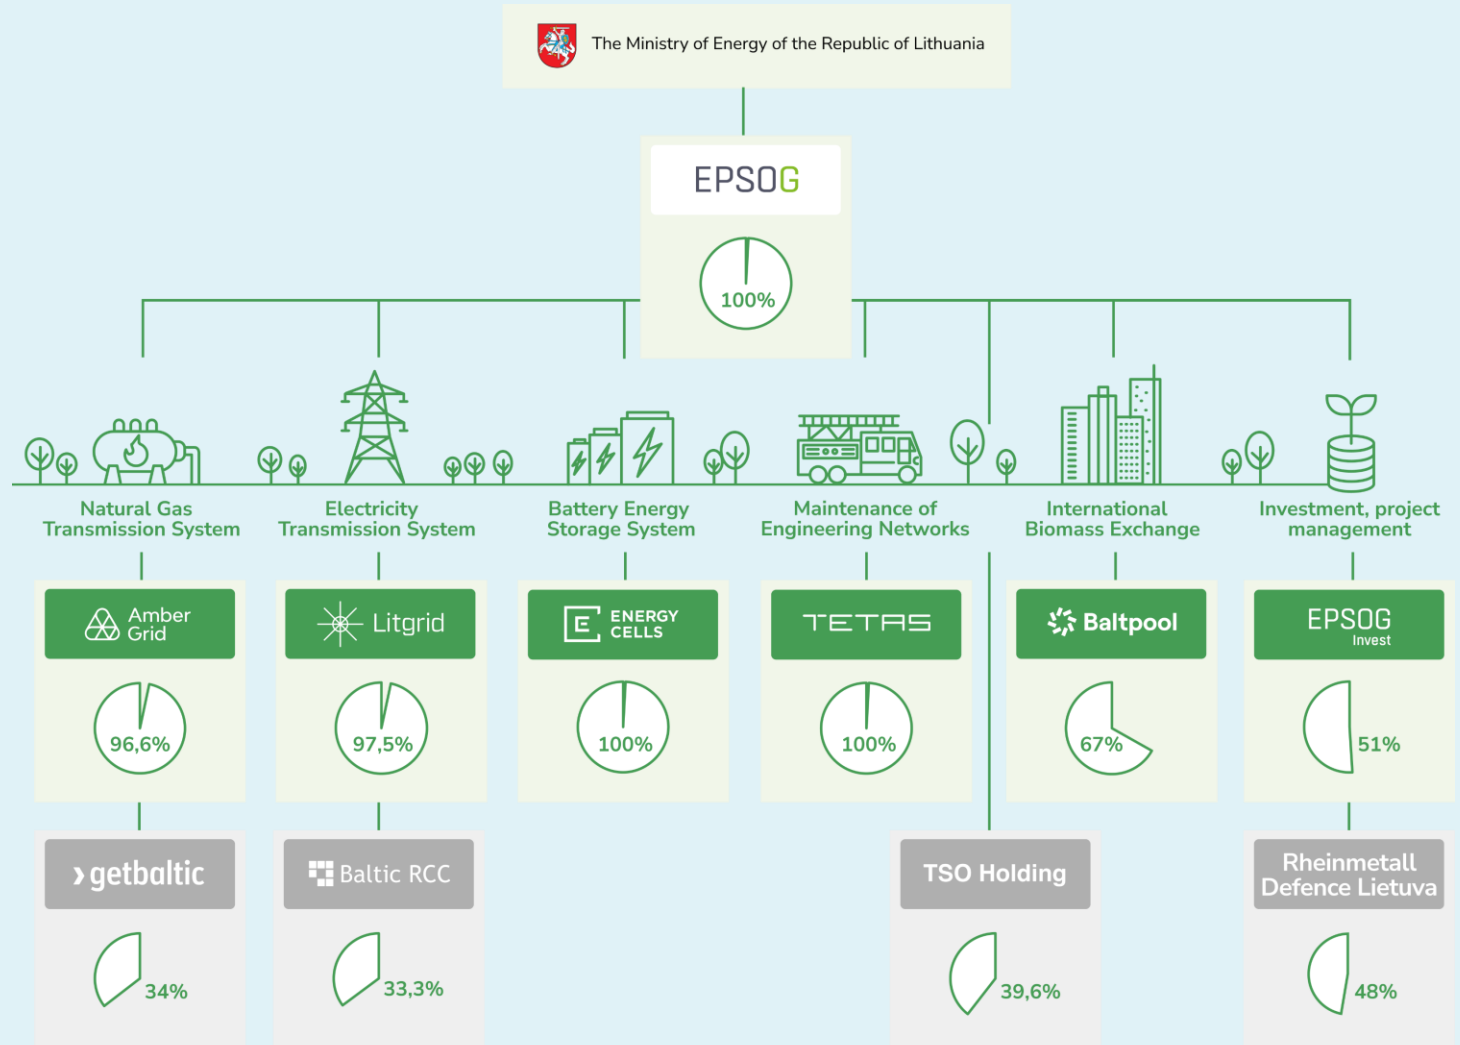 The Ministry of Energy of the Republic of Lithuania
EPSOG
100%
Natural Gas
Transmission System
Electricity
Transmission System
Battery Energy
Storage System
Maintenance of
Engineering Networks
International
Biomass Exchange
Investment, project
management
Amber
Grid
Litgrid
E
ENERGY
CELLS
TETAS
Baltpool
EPSOG
Invest
96,6%
97,5%
100%
100%
67%
51%
getbaltic
Baltic RCC
TSO Holding
Rheinmetall
Defence Lietuva
34%
33,3%
39,6%
48%